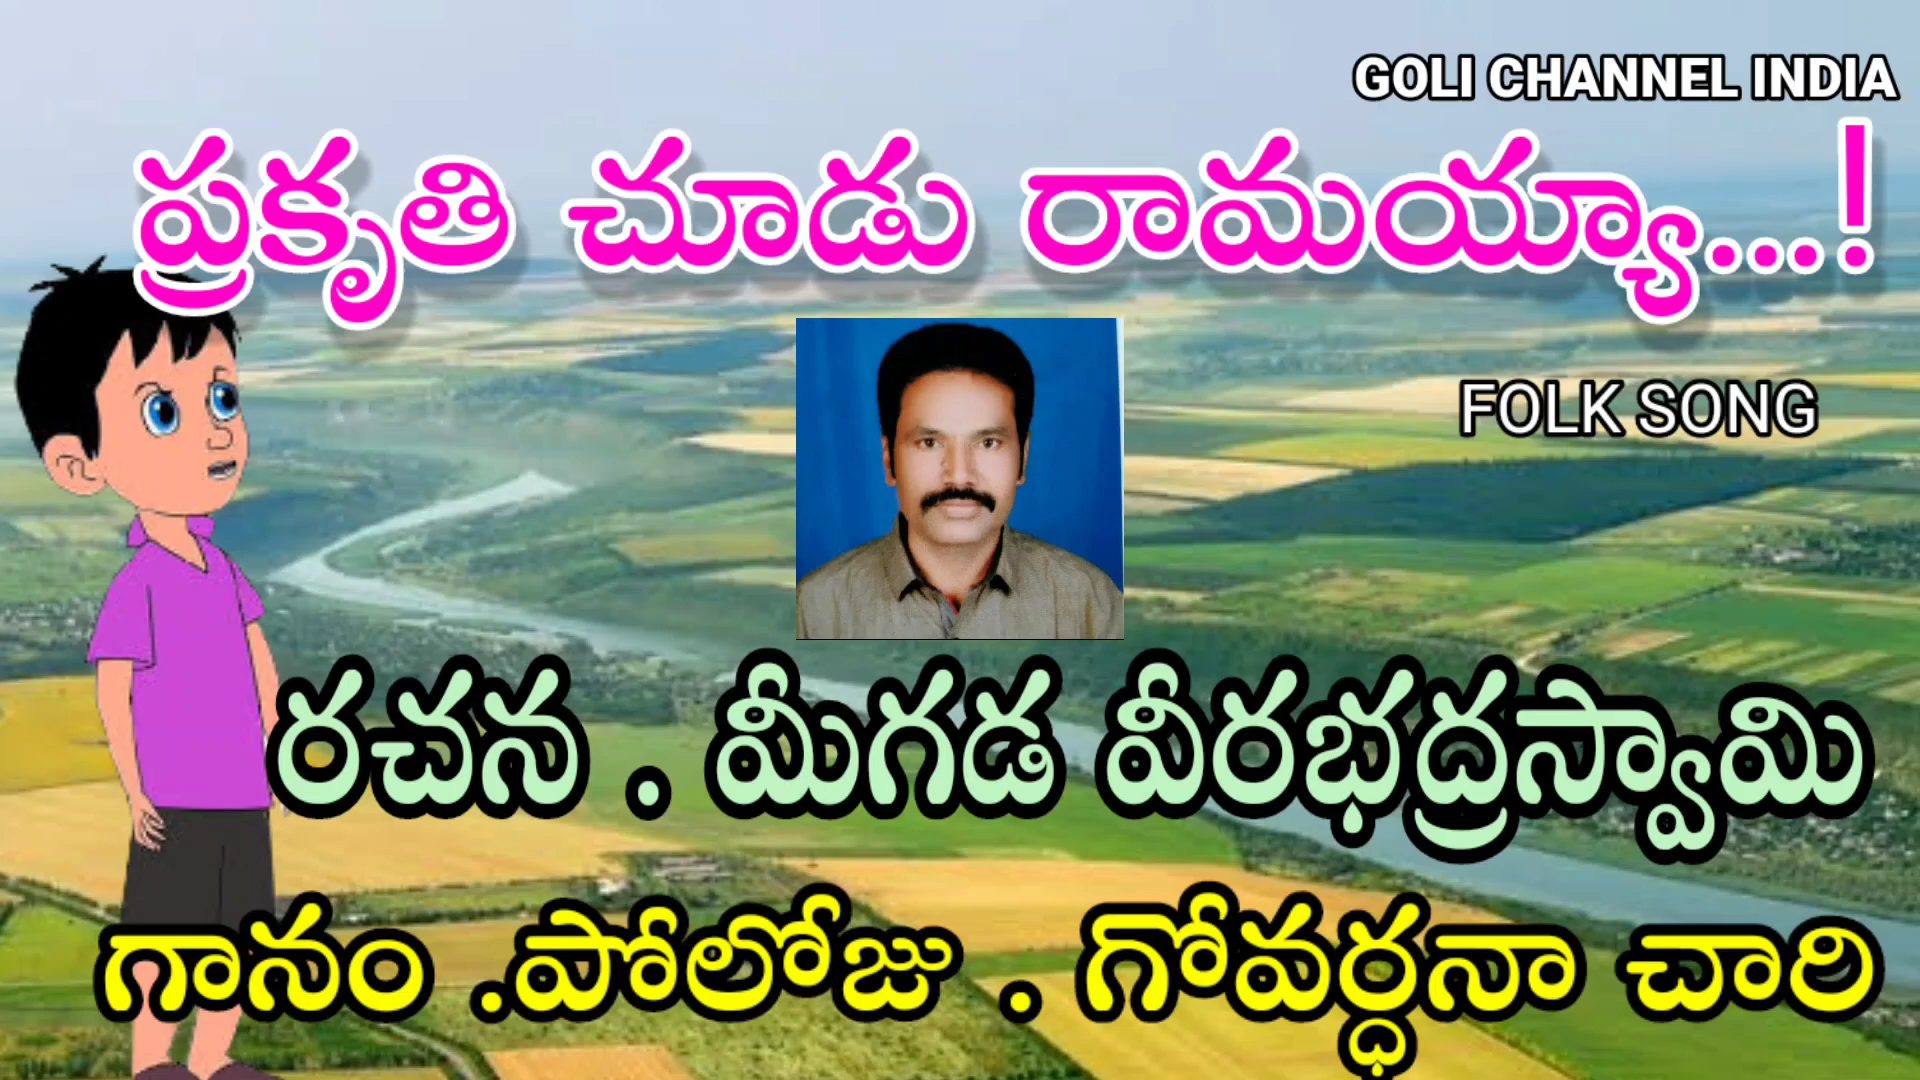 GOLI CHANNEL INDIA
ప్రకృతి చూడు రామయ్యా...!
FOLK SONG
రచన . మీగడ వీరభద్రస్వామి
గానం .పోలోజు . గోవర్ధనా చారి